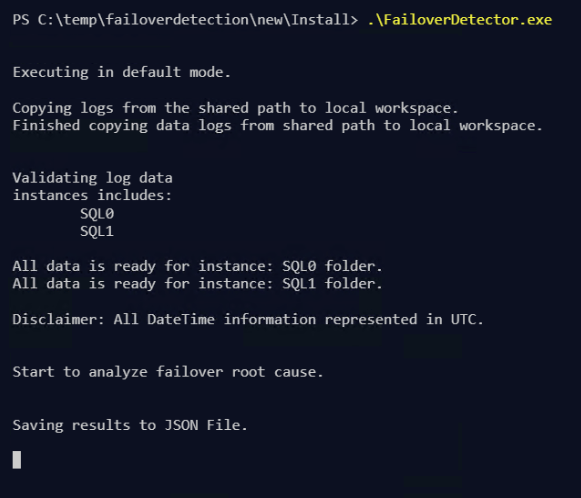 PS C:\temp\failoverdetection\new\Install> .\FailoverDetector.exe
Executing in default mode.
Copying logs from the shared path to local workspace.
Finished copying data logs from shared path to local workspace.
Validating log data
instances includes:
SQL0
SQL1
All data is ready for instance: SQL0 folder.
All data is ready for instance: SQL1 folder.
Disclaimer: All DateTime information represented in UTC.
Start to analyze failover root cause.
Saving results to JSON File.